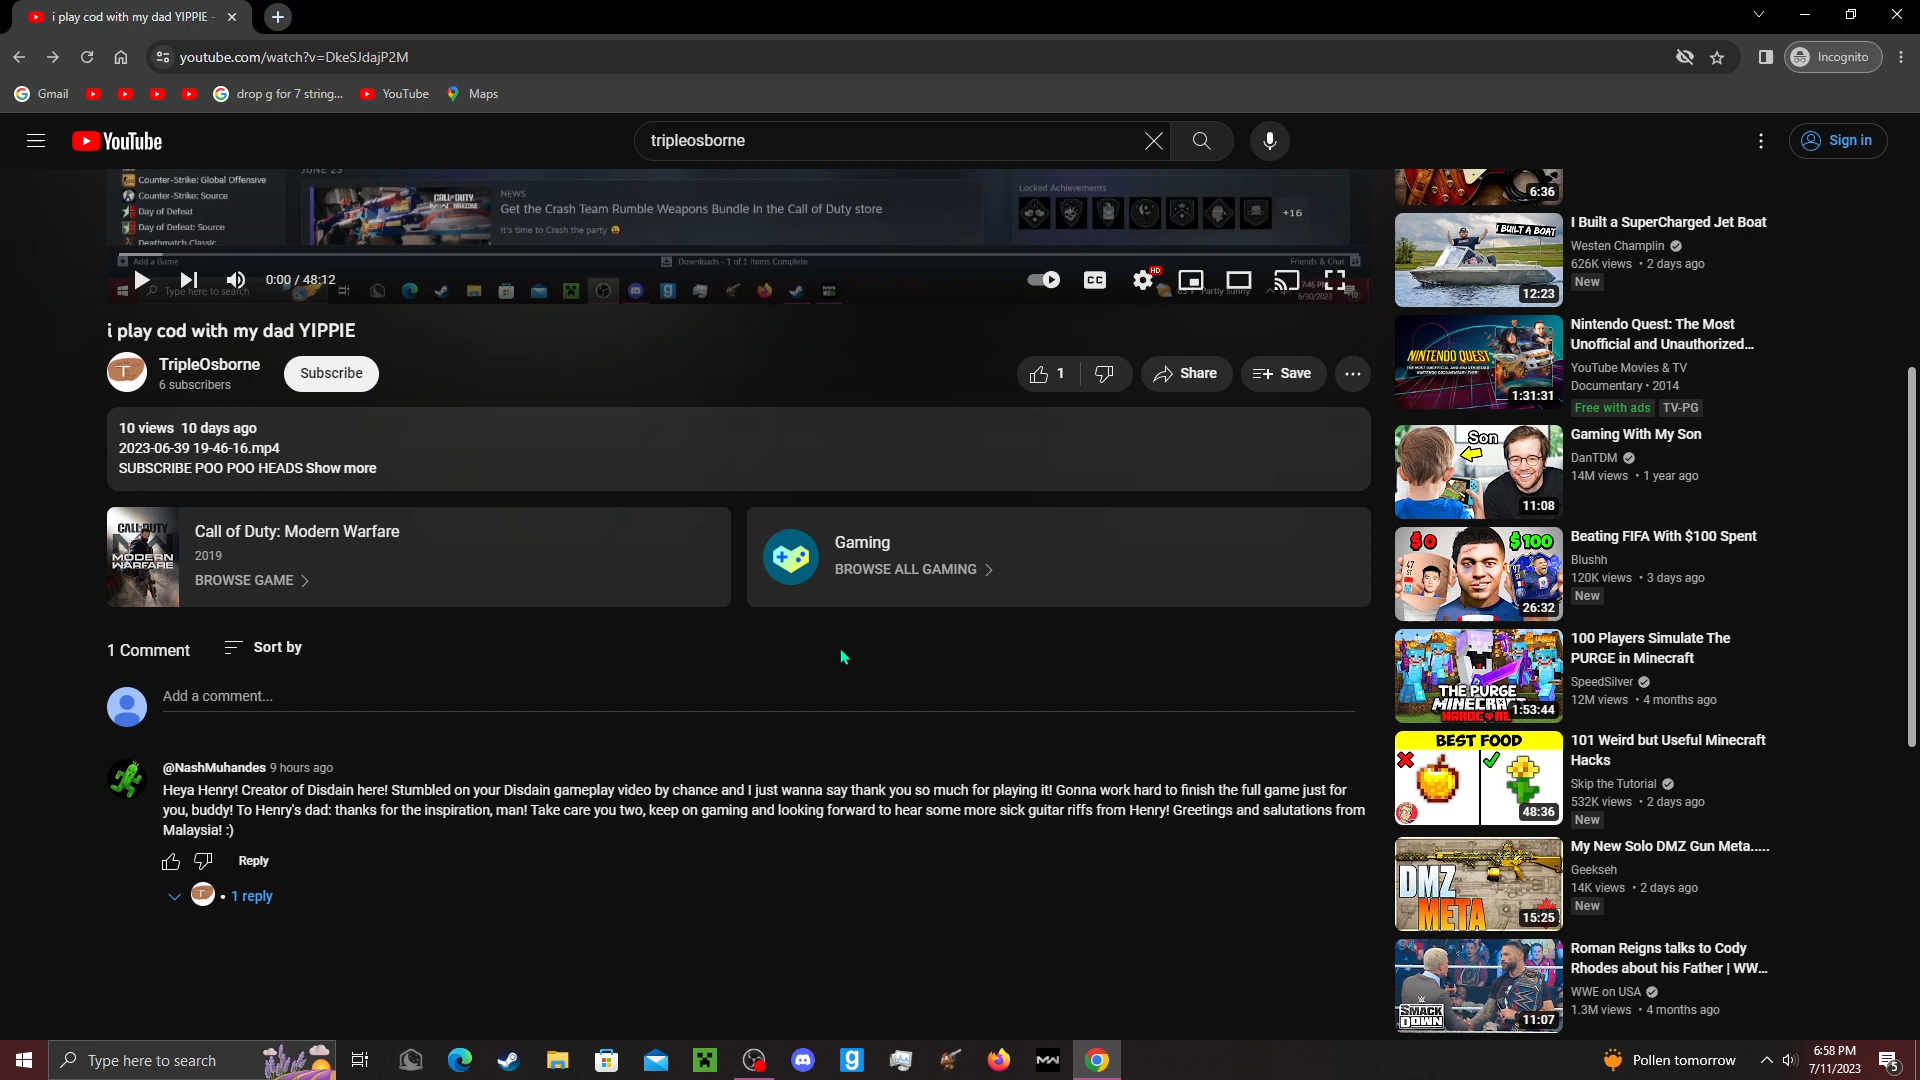 i play cod with my dad YIPPIE -
youtube.com/watch?v=DkeSJdajP2M
Incognito
Gmail
drop g for 7 string...
YouTube
Maps
YouTube
tripleosborne
Sign in
Counter-Strike: Global Offensive
Counter-Strike: Source
Day of Defeat
Day of Defeat: Source
Deathmatch Classic
JUNE 29
CALL OF DUTY
NEWS
Get the Crash Team Rumble Weapons Bundle in the Call of Duty store
It's time to Crash the party
Locked Achievements
+16
Add a Game
Downloads - 1 of 1 Items Complete
Friends & Chat
0:00 / 48:12
CC
HD
Type here to search
Partly sunny
7:46 PM
6/30/2023
i play cod with my dad YIPPIE
TripleOsborne
6 subscribers
Subscribe
1
Share
Save
10 views 10 days ago
2023-06-39 19-46-16.mp4
SUBSCRIBE POO POO HEADS Show more
CALL OF DUTY
MODERN
WARFARE
Call of Duty: Modern Warfare
2019
BROWSE GAME
Gaming
BROWSE ALL GAMING
1 Comment
Sort by
Add a comment...
@NashMuhandes 9 hours ago
Heya Henry! Creator of Disdain here! Stumbled on your Disdain gameplay video by chance and I just wanna say thank you so much for playing it! Gonna work hard to finish the full game just for
you, buddy! To Henry's dad: thanks for the inspiration, man! Take care you two, keep on gaming and looking forward to hear some more sick guitar riffs from Henry! Greetings and salutations from
Malaysia! :)
Reply
T
• 1 reply
6:36
I BUILT A BOAT
12:23
I Built a SuperCharged Jet Boat
Westen Champlin
626K views • 2 days ago
New
NINTENDO QUEST
1:31:31
Nintendo Quest: The Most
Unofficial and Unauthorized...
YouTube Movies & TV
Documentary • 2014
Free with ads TV-PG
Son
11:08
Gaming With My Son
DanTDM
14M views • 1 year ago
$0
$100
26:32
Beating FIFA With $100 Spent
Blushh
120K views • 3 days ago
New
THE PURGE
MINECRAFT
HARDCORE
1:53:44
100 Players Simulate The
PURGE in Minecraft
SpeedSilver
12M views • 4 months ago
BEST FOOD
48:36
101 Weird but Useful Minecraft
Hacks
Skip the Tutorial
532K views • 2 days ago
New
DMZ
META
15:25
My New Solo DMZ Gun Meta.....
Geekseh
14K views • 2 days ago
New
SMACK
DOWN
11:07
Roman Reigns talks to Cody
Rhodes about his Father | WW...
WWE on USA
1.3M views • 4 months ago
Type here to search
Pollen tomorrow
6:58 PM
7/11/2023
5